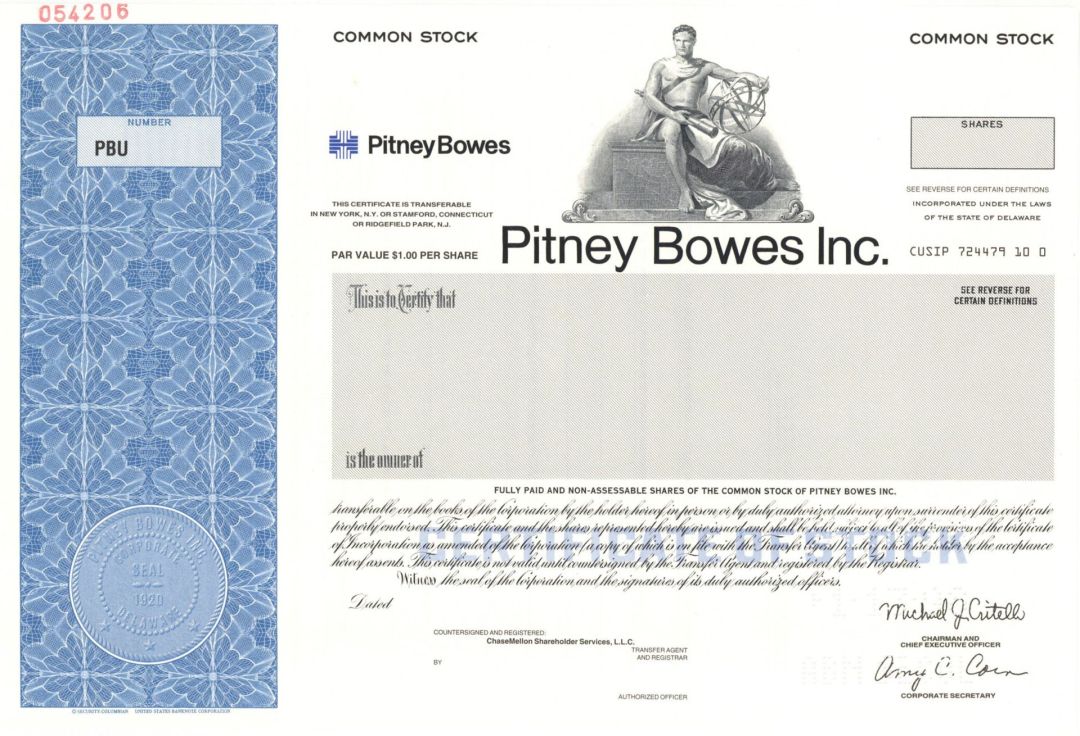 054206
COMMON STOCK
COMMON STOCK
NUMBER
PBU
SHARES
PitneyBowes
SEE REVERSE FOR CERTAIN DEFINITIONS
INCORPORATED UNDER THE LAWS
OF THE STATE OF DELAWARE
THIS CERTIFICATE IS TRANSFERABLE
IN NEW YORK, N.Y. OR STAMFORD, CONNECTICUT
OR RIDGEFIELD PARK, N.J.
PAR VALUE $1.00 PER SHARE
Pitney Bowes Inc.
CUSIP 724479 10 0
This is to Certify that
SEE REVERSE FOR
CERTAIN DEFINITIONS
is the owner of
FULLY PAID AND NON-ASSESSABLE SHARES OF THE COMMON STOCK OF PITNEY BOWES INC.
transferable on the books of the Corporation by the holder hereof in person or by duly authorized attorney upon surrender of this certificate
properly endorsed. This certificate and the shares represented hereby are issued and shall be held subject to all of the provisions of the Certificate
of Incorporation as amended of the Corporation (a copy of which is on file with the Transfer Agent) to all of which the holder by the acceptance
hereof assents. This certificate is not valid until countersigned by the Transfer Agent and registered by the Registrar.
CERTIFICATE OF STOCK
Witness the seal of the Corporation and the signatures of its duly authorized officers.
Dated
PITNEY BOWES INC.
CORPORATE
SEAL
1920
DELAWARE
COUNTERSIGNED AND REGISTERED:
ChaseMellon Shareholder Services, L.L.C.
TRANSFER AGENT
AND REGISTRAR
BY
AUTHORIZED OFFICER
Michael J. Critelli
CHAIRMAN AND
CHIEF EXECUTIVE OFFICER
Amy C. Corn
CORPORATE SECRETARY
© SECURITY-COLUMBIAN UNITED STATES BANKNOTE CORPORATION